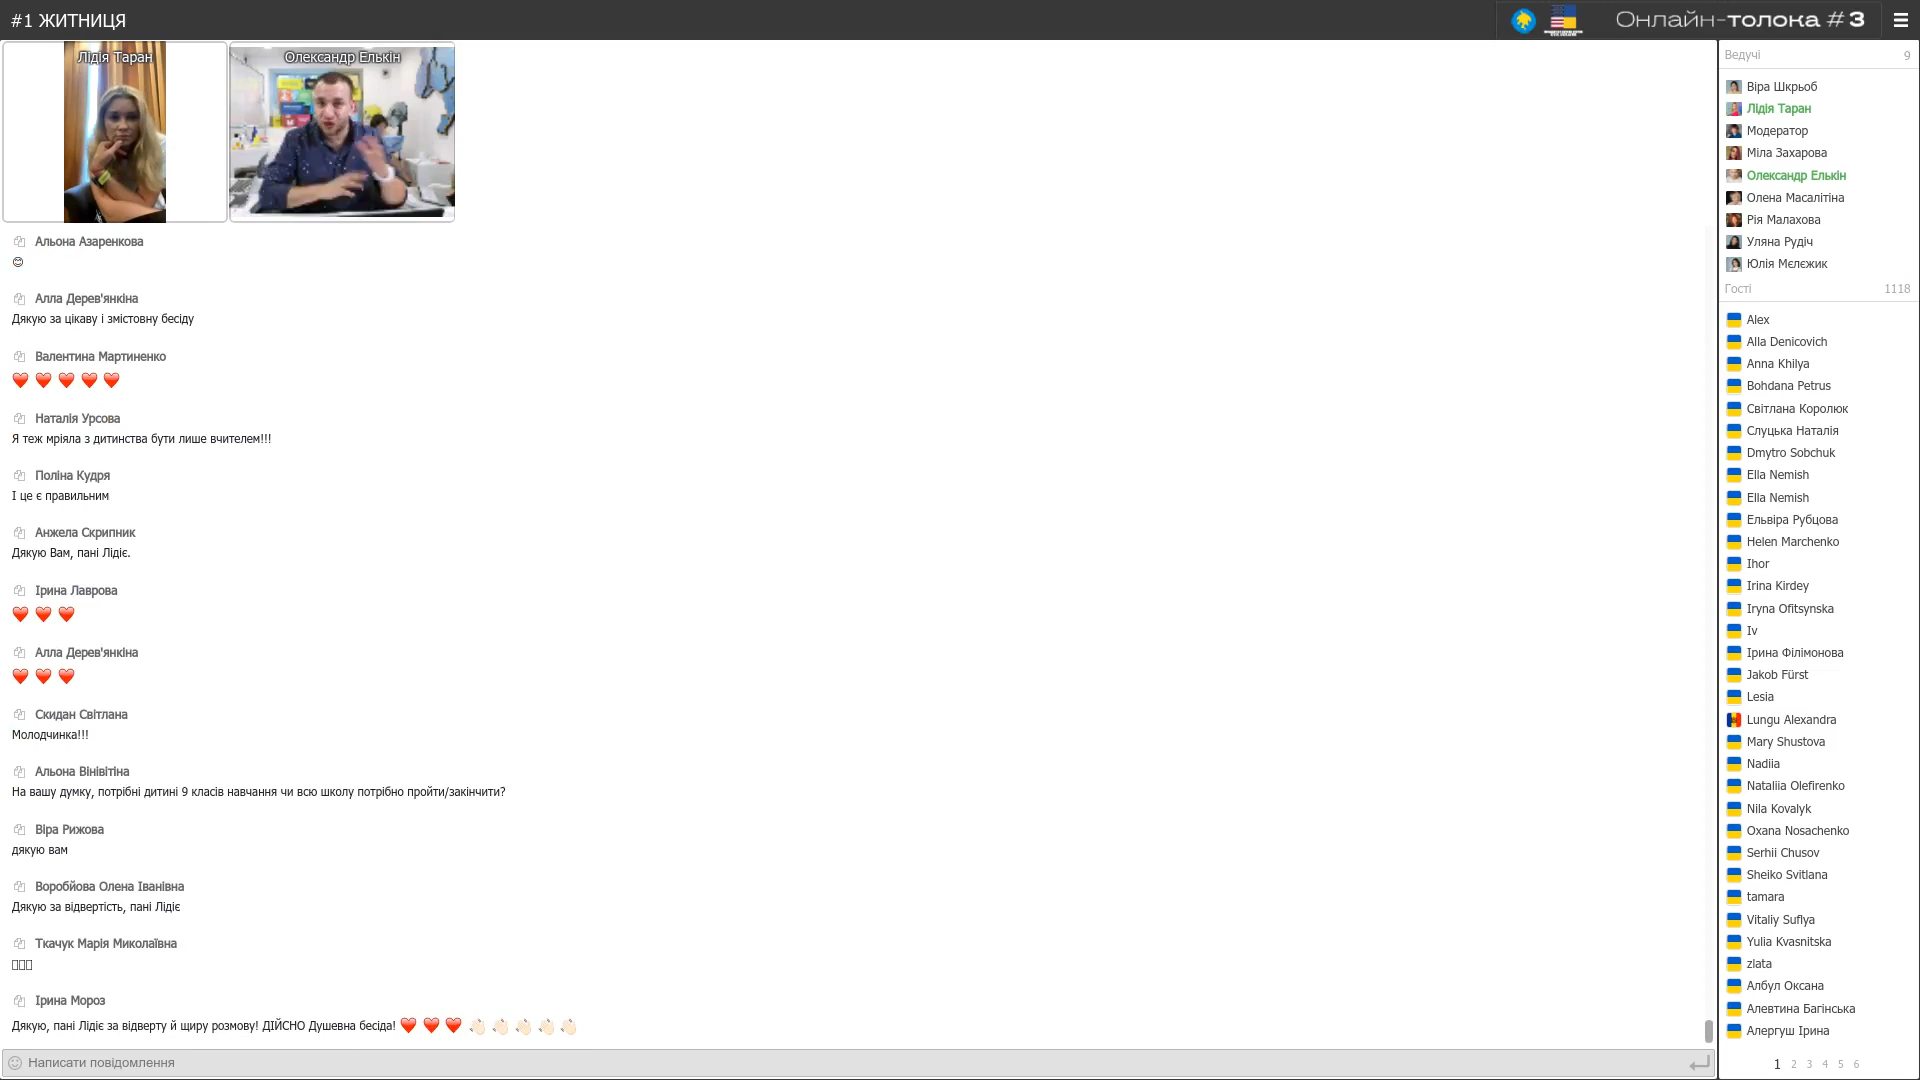 #1 ЖИТНИЦЯ
Онлайн-толока #3
Лідія Таран
Олександр Елькін
Альона Азаренкова
😊
Алла Дерев'янкіна
Дякую за цікаву і змістовну бесіду
Валентина Мартиненко
❤️ ❤️ ❤️ ❤️ ❤️
Наталія Урсова
Я теж мріяла з дитинства бути лише вчителем!!!
Поліна Кудря
І це є правильним
Анжела Скрипник
Дякую Вам, пані Лідіє.
Ірина Лаврова
❤️ ❤️ ❤️
Алла Дерев'янкіна
❤️ ❤️ ❤️
Скидан Світлана
Молодчинка!!!
Альона Вінівітіна
На вашу думку, потрібні дитині 9 класів навчання чи всю школу потрібно пройти/закінчити?
Віра Рижова
дякую вам
Воробйова Олена Іванівна
Дякую за відвертість, пані Лідіє
Ткачук Марія Миколаївна
Ірина Мороз
Дякую, пані Лідіє за відверту й щиру розмову! ДІЙСНО Душевна бесіда! ❤️ ❤️ ❤️ 👏🏻 👏🏻 👏🏻 👏🏻 👏🏻
Написати повідомлення
Ведучі 9
Віра Шкрьоб
Лідія Таран
Модератор
Міла Захарова
Олександр Елькін
Олена Масалітіна
Рія Малахова
Уляна Рудіч
Юлія Мєлєжик
Гості 1118
Alex
Alla Denicovich
Anna Khilya
Bohdana Petrus
Cвітлана Королюк
Cлуцька Наталія
Dmytro Sobchuk
Ella Nemish
Ella Nemish
Eльвіра Рубцова
Helen Marchenko
Ihor
Irina Kirdey
Iryna Ofitsynska
Iv
Iрина Філімонова
Jakob Fürst
Lesia
Lungu Alexandra
Mary Shustova
Nadiia
Nataliia Olefirenko
Nila Kovalyk
Oxana Nosachenko
Serhii Chusov
Sheiko Svitlana
tamara
Vitaliy Suflya
Yulia Kvasnitska
zlata
Албул Оксана
Алевтина Багінська
Алергуш Ірина
1 2 3 4 5 6